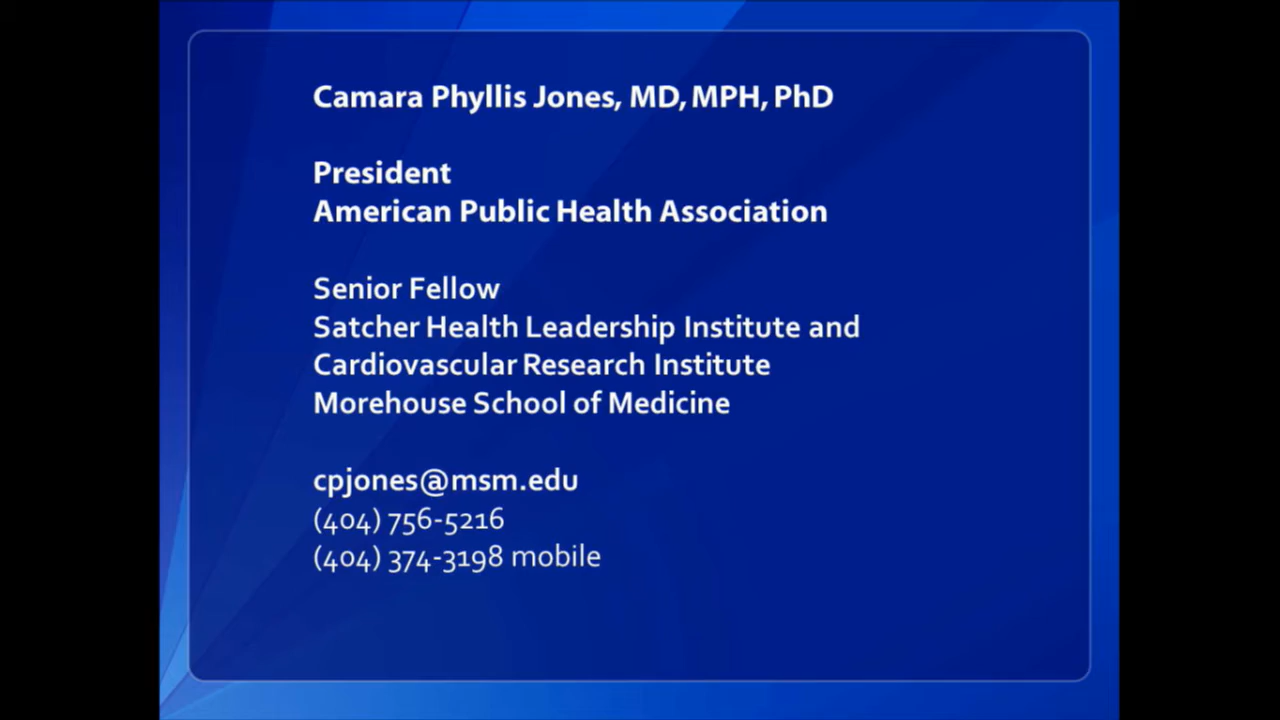 Camara Phyllis Jones, MD, MPH, PhD
President
American Public Health Association
Senior Fellow
Satcher Health Leadership Institute and
Cardiovascular Research Institute
Morehouse School of Medicine
cpjones@msm.edu
(404) 756-5216
(404) 374-3198 mobile